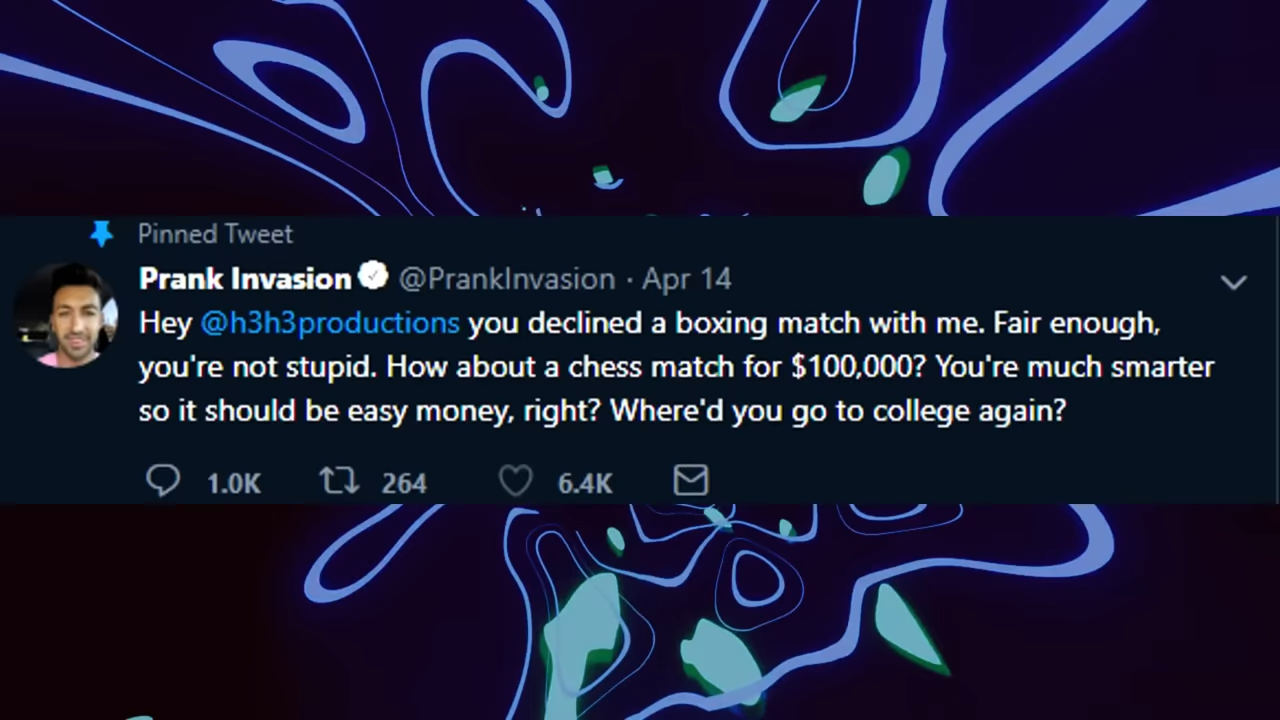 Pinned Tweet
Prank Invasion @PrankInvasion · Apr 14
Hey @h3h3productions you declined a boxing match with me. Fair enough,
you're not stupid. How about a chess match for $100,000? You're much smarter
so it should be easy money, right? Where'd you go to college again?
1.0K 264 6.4K